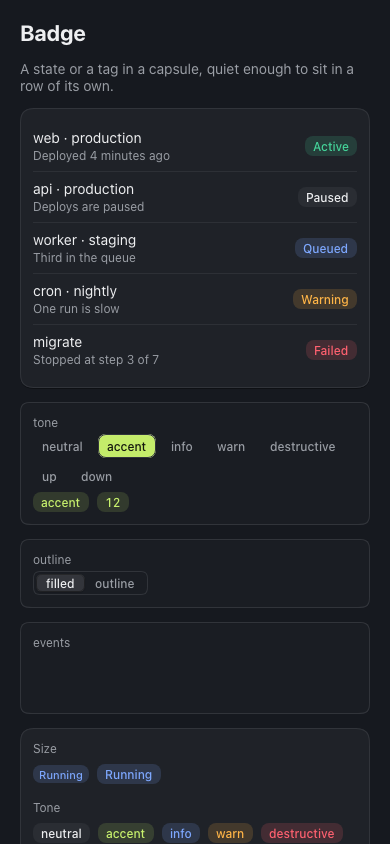 Badge
A state or a tag in a capsule, quiet enough to sit in a
row of its own.
web · production
Deployed 4 minutes ago
Active
api · production
Deploys are paused
Paused
worker · staging
Third in the queue
Queued
cron · nightly
One run is slow
Warning
migrate
Stopped at step 3 of 7
Failed
tone
neutral accent info warn destructive
up down
accent 12
outline
filled outline
events
Size
Running Running
Tone
neutral accent info warn destructive